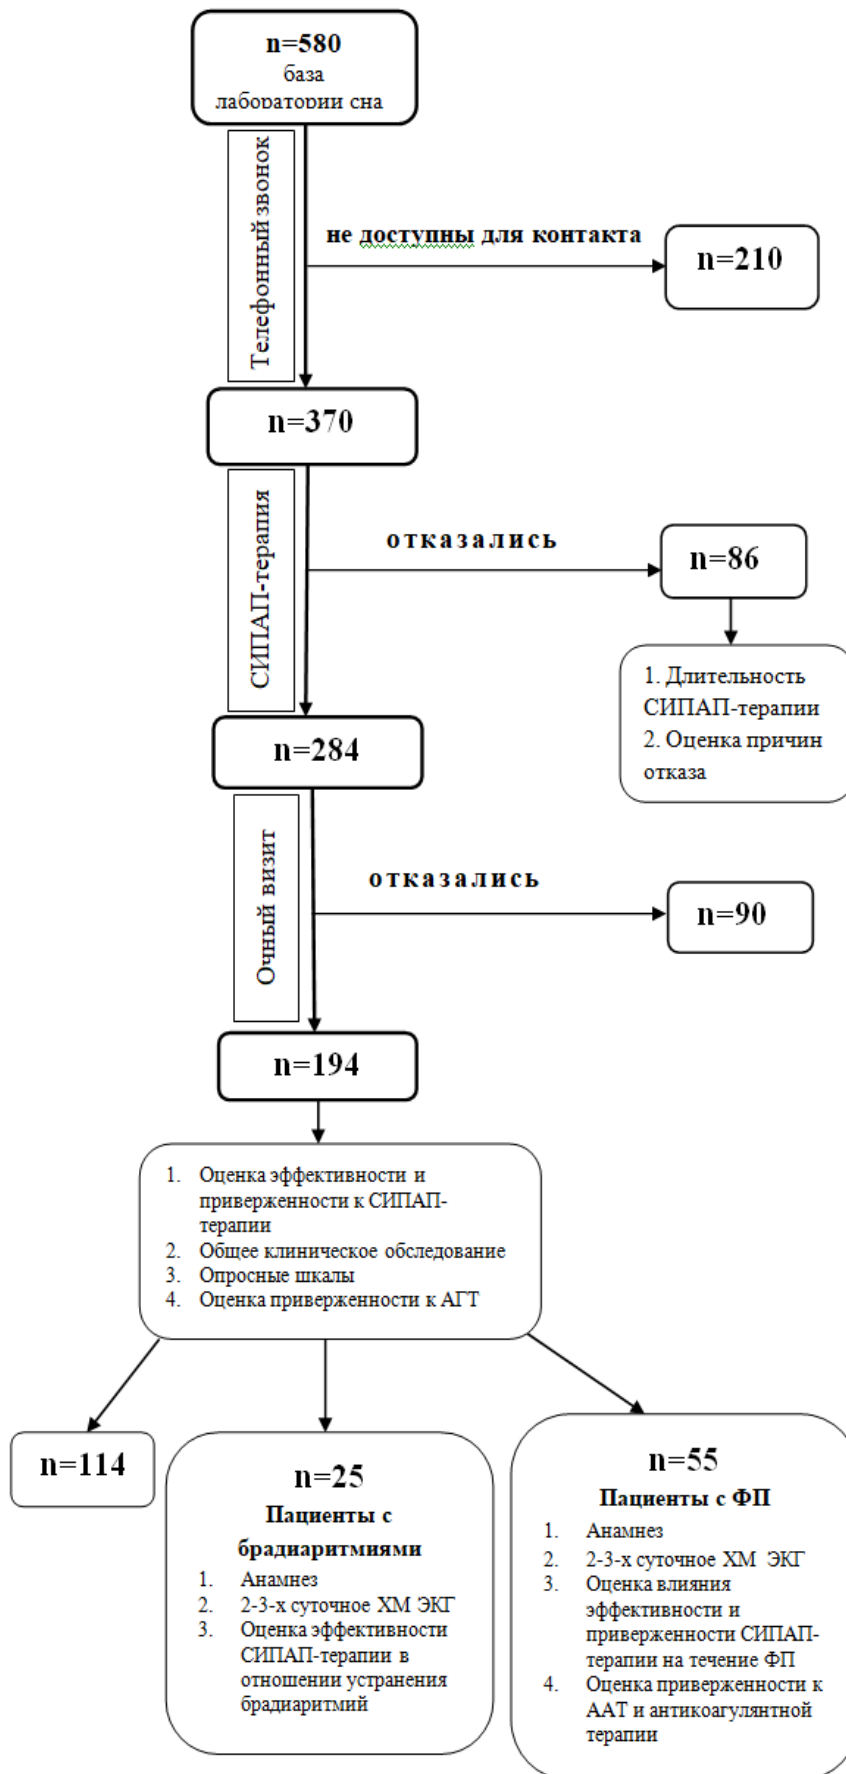 n=580
база
лаборатории сна
Телефонный звонок
не доступны для контакта
n=210
n=370
СИПАП-терапия
отказались
n=86
1. Длительность
СИПАП-терапии
2. Оценка причин
отказа
n=284
Очный визит
отказались
n=90
n=194
1. Оценка эффективности и
приверженности к СИПАП-
терапии
2. Общее клиническое обследование
3. Опросные шкалы
4. Оценка приверженности к АГТ
n=114
n=25
Пациенты с
брадиаритмиями
1. Анамнез
2. 2-3-х суточное ХМ ЭКГ
3. Оценка эффективности
СИПАП-терапии в
отношении устранения
брадиаритмий
n=55
Пациенты с ФП
1. Анамнез
2. 2-3-х суточное ХМ ЭКГ
3. Оценка влияния
эффективности и
приверженности СИПАП-
терапии на течение ФП
4. Оценка приверженности к
ААТ и антикоагулянтной
терапии